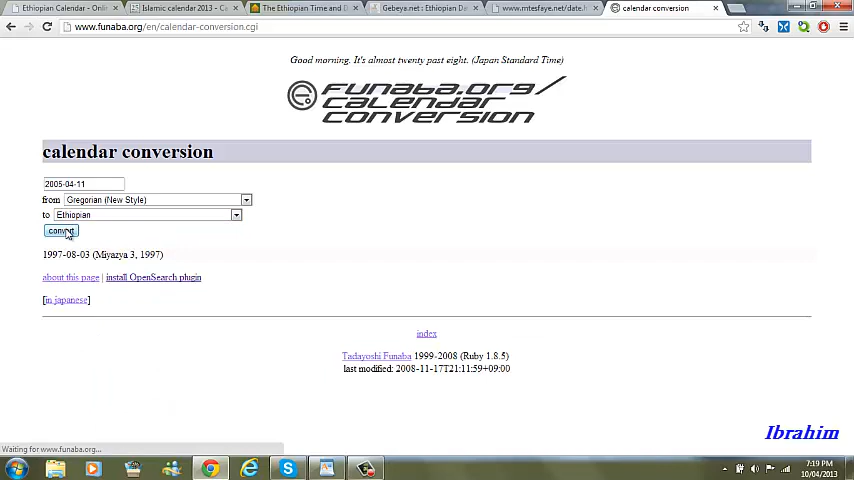 Ethiopian Calendar - Onlin
Islamic calendar 2013 - Ca
The Ethiopian Time and D
Gebeya.net : Ethiopian Da
www.mtesfaye.net/date.h
calendar conversion
www.funaba.org/en/calendar-conversion.cgi
Good morning. It's almost twenty past eight. (Japan Standard Time)
Funaba.org/
calendar
conversion
calendar conversion
2005-04-11
from Gregorian (New Style)
to Ethiopian
convert
1997-08-03 (Miyazya 3, 1997)
about this page | install OpenSearch plugin
[in japanese]
index
Tadayoshi Funaba 1999-2008 (Ruby 1.8.5)
last modified: 2008-11-17T21:11:59+09:00
Ibrahim
Waiting for www.funaba.org...
7:19 PM
10/04/2013